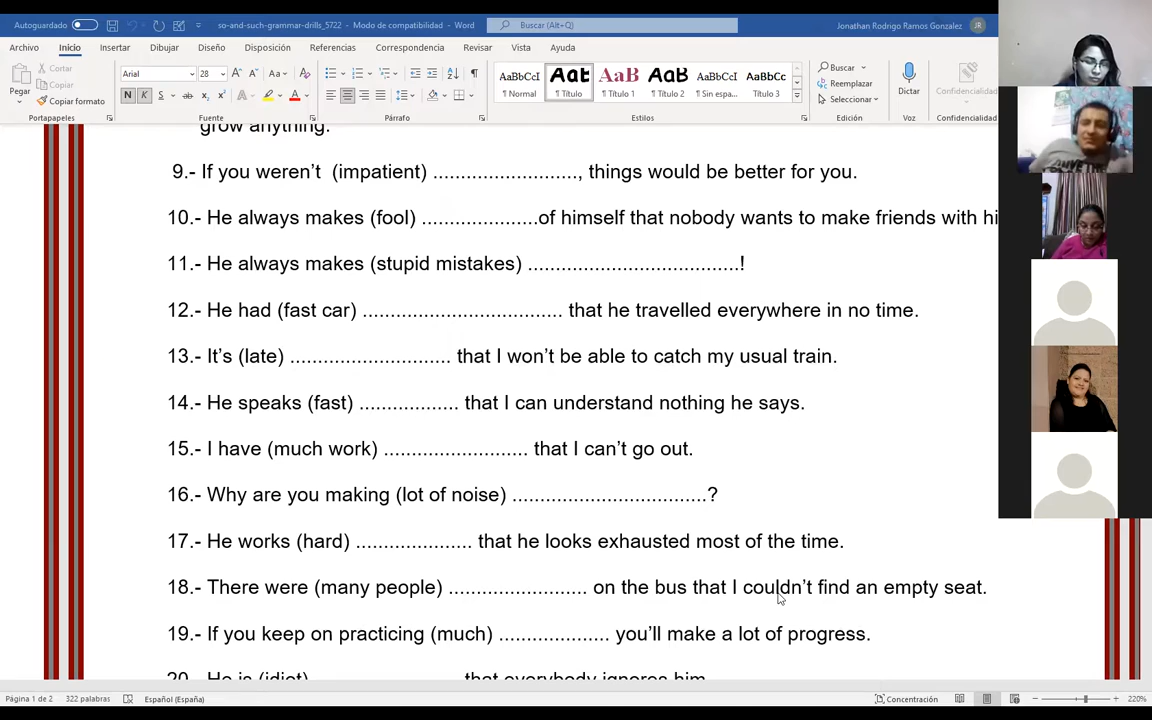 Autoguardado so-and-such-grammar-drills_5722 - Modo de compatibilidad - Word Buscar (Alt+Q) Jonathan Rodrigo Ramos Gonzalez JR
Archivo Inicio Insertar Dibujar Diseño Disposición Referencias Correspondencia Revisar Vista Ayuda
Pegar Cortar Copiar Copiar formato
Arial 28
N K S
AaBbCcI AaB AaB AaB AaBbCcI AaBbCc
¶ Normal ¶ Título ¶ Título 1 ¶ Título 2 ¶ Sin espa... Título 3
Buscar Reemplazar Seleccionar
Dictar Confidencialidad
Portapapeles Fuente Párrafo Estilos Edición Voz Confidencialidad
grow anything.
9.- If you weren’t (impatient) .........................., things would be better for you.
10.- He always makes (fool) .....................of himself that nobody wants to make friends with hi
11.- He always makes (stupid mistakes) ......................................!
12.- He had (fast car) .................................... that he travelled everywhere in no time.
13.- It’s (late) ............................. that I won’t be able to catch my usual train.
14.- He speaks (fast) .................. that I can understand nothing he says.
15.- I have (much work) .......................... that I can’t go out.
16.- Why are you making (lot of noise) ...................................?
17.- He works (hard) ..................... that he looks exhausted most of the time.
18.- There were (many people) ......................... on the bus that I couldn’t find an empty seat.
19.- If you keep on practicing (much) .................... you’ll make a lot of progress.
20.- He is (idiot) ........................... that everybody ignores him.
Página 1 de 2 322 palabras Español (España) Concentración 220%